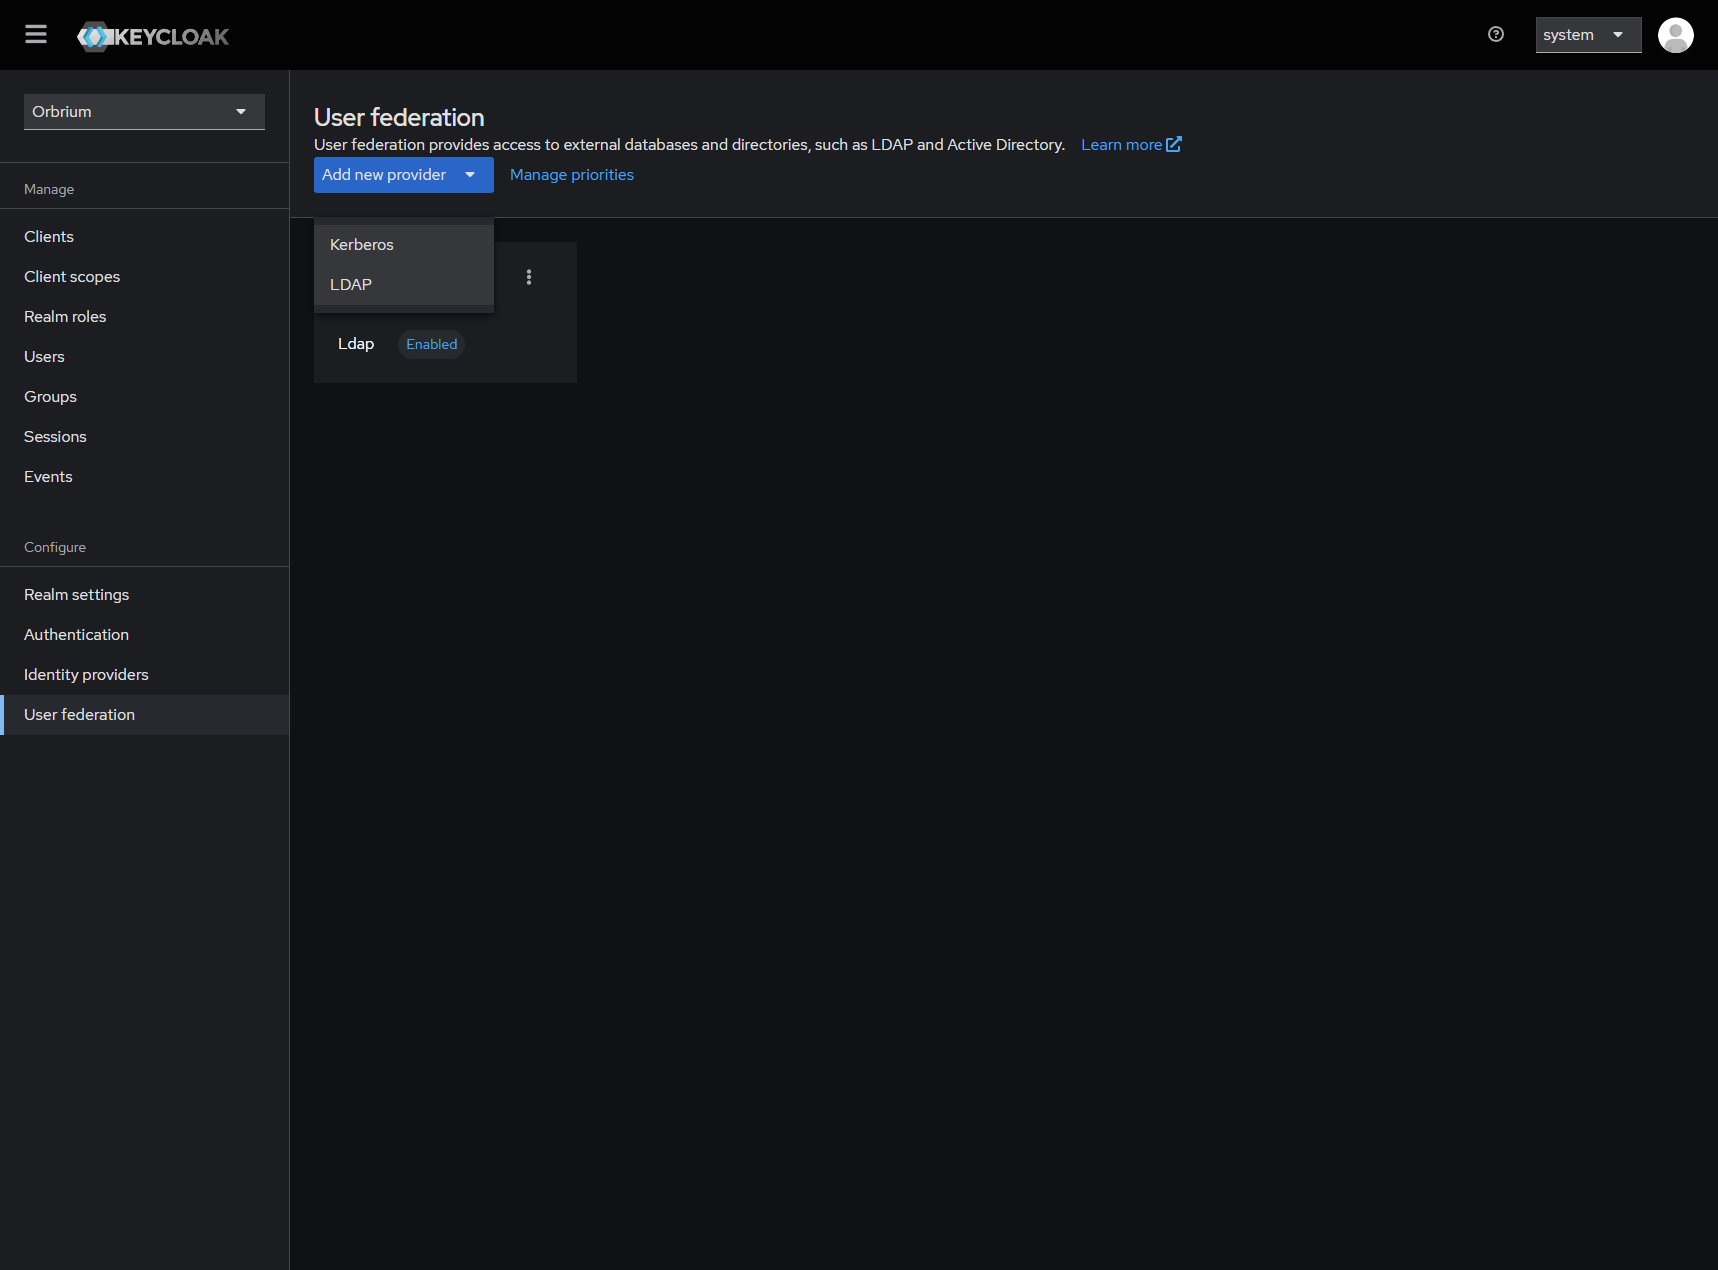 KEYCLOAK
system
Orbrium
Manage
Clients
Client scopes
Realm roles
Users
Groups
Sessions
Events
Configure
Realm settings
Authentication
Identity providers
User federation
User federation
User federation provides access to external databases and directories, such as LDAP and Active Directory. Learn more
Add new provider Manage priorities
Kerberos
LDAP
Ldap Enabled